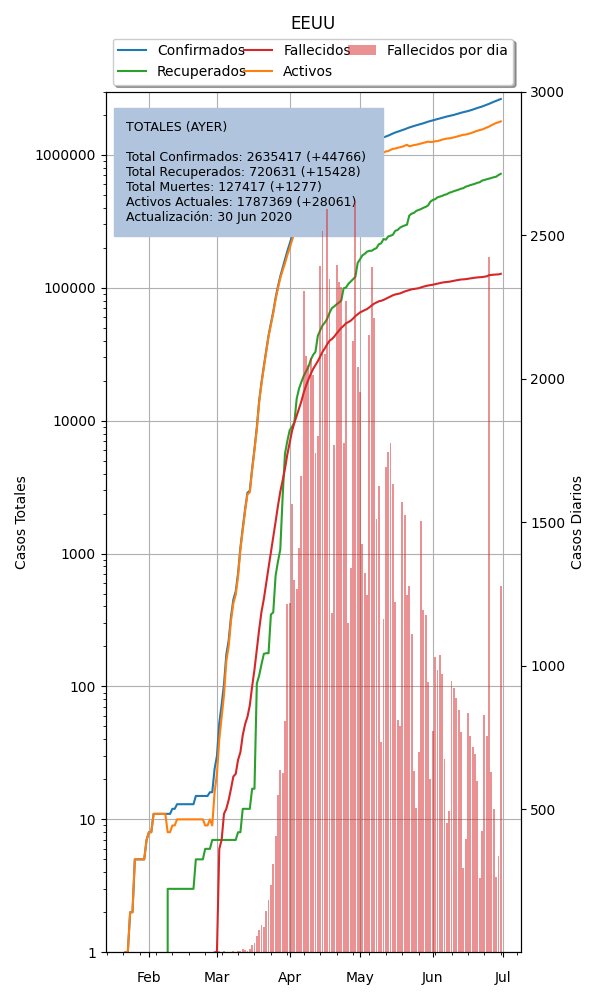 EEUU
Confirmados Fallecidos Fallecidos por dia
Recuperados Activos
TOTALES (AYER)
Total Confirmados: 2635417 (+44766)
Total Recuperados: 720631 (+15428)
Total Muertes: 127417 (+1277)
Activos Actuales: 1787369 (+28061)
Actualización: 30 Jun 2020
Casos Totales
1000000
100000
10000
1000
100
10
1
3000
2500
2000
1500
1000
500
Casos Diarios
Feb Mar Apr May Jun Jul